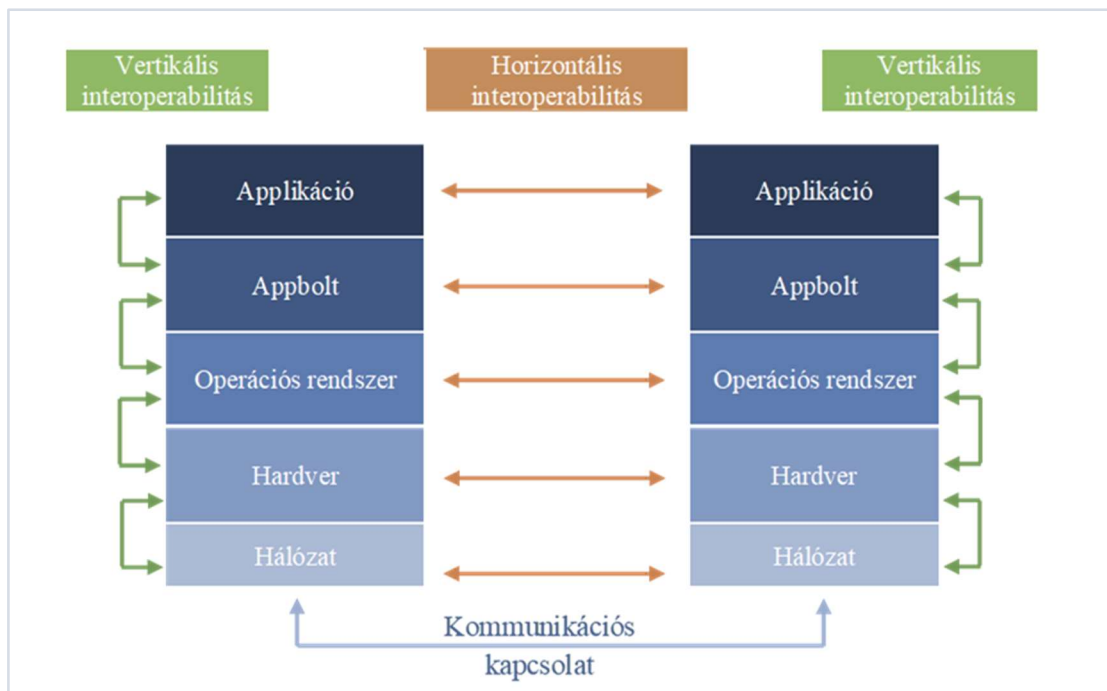 Vertikális
interoperabilitás
Horizontális
interoperabilitás
Vertikális
interoperabilitás
Applikáció
Applikáció
Appbolt
Appbolt
Operációs rendszer
Operációs rendszer
Hardver
Hardver
Hálózat
Hálózat
Kommunikációs
kapcsolat